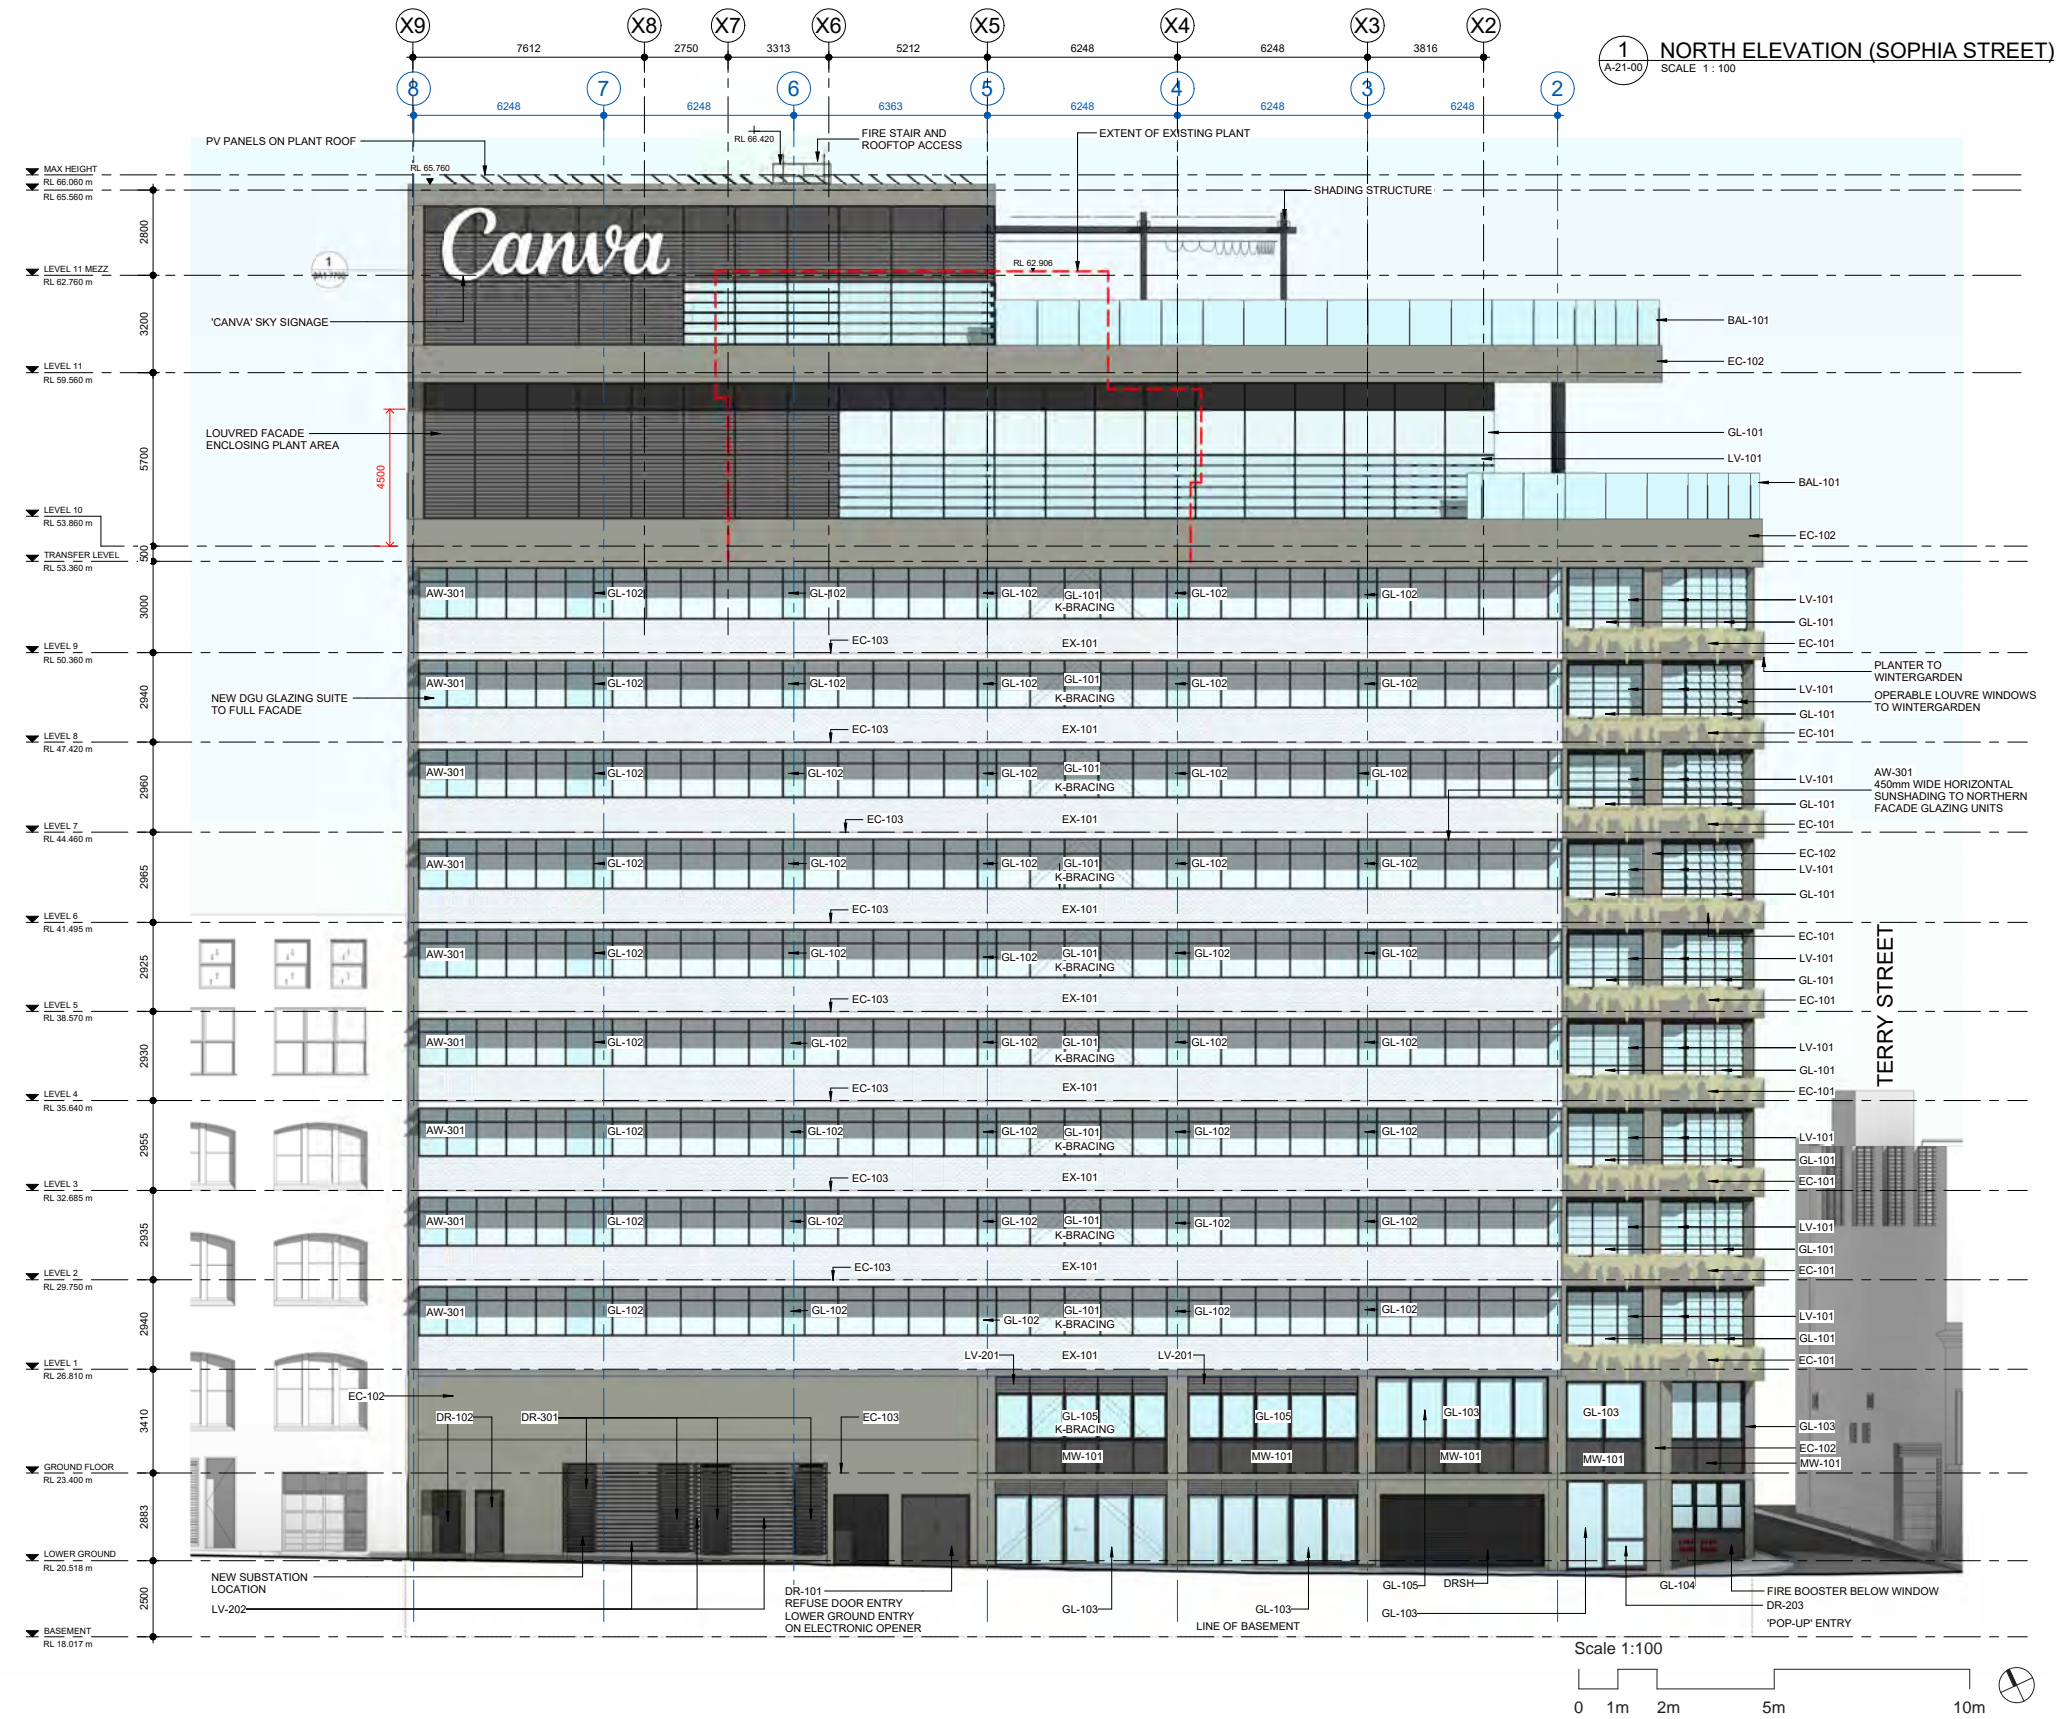 X9
X8
X7
X6
X5
X4
X3
X2
7612
2750
3313
5212
6248
6248
3816
1
A-21-00
NORTH ELEVATION (SOPHIA STREET)
SCALE 1 : 100
8
7
6
5
4
3
2
6248
6248
6363
6248
6248
6248
PV PANELS ON PLANT ROOF
RL 66.420
FIRE STAIR AND
ROOFTOP ACCESS
EXTENT OF EXISTING PLANT
RL 65.760
SHADING STRUCTURE
MAX HEIGHT
RL 66.060 m
RL 65.560 m
2800
Canva
1
LEVEL 11 MEZZ
RL 62.760 m
RL 62.906
3200
'CANVA' SKY SIGNAGE
BAL-101
EC-102
LEVEL 11
RL 59.560 m
LOUVRED FACADE
ENCLOSING PLANT AREA
5700
4500
GL-101
LV-101
BAL-101
LEVEL 10
RL 53.860 m
EC-102
500
TRANSFER LEVEL
RL 53.360 m
3000
AW-301
GL-102
GL-102
GL-102
GL-101
K-BRACING
GL-102
GL-102
LV-101
GL-101
EC-103
EX-101
EC-101
LEVEL 9
RL 50.360 m
PLANTER TO
WINTERGARDEN
2940
NEW DGU GLAZING SUITE
TO FULL FACADE
AW-301
GL-102
GL-102
GL-102
GL-101
K-BRACING
GL-102
GL-102
LV-101
OPERABLE LOUVRE WINDOWS
TO WINTERGARDEN
GL-101
EC-103
EX-101
EC-101
LEVEL 8
RL 47.420 m
2960
AW-301
GL-102
GL-102
GL-102
GL-101
K-BRACING
GL-102
GL-102
LV-101
AW-301
450mm WIDE HORIZONTAL
SUNSHADING TO NORTHERN
FACADE GLAZING UNITS
GL-101
EC-103
EX-101
EC-101
LEVEL 7
RL 44.460 m
2965
AW-301
GL-102
GL-102
GL-102
GL-101
K-BRACING
GL-102
GL-102
EC-102
LV-101
GL-101
EC-103
EX-101
LEVEL 6
RL 41.495 m
EC-101
2925
AW-301
GL-102
GL-102
GL-102
GL-101
K-BRACING
GL-102
GL-102
LV-101
GL-101
EC-103
EX-101
EC-101
LEVEL 5
RL 38.570 m
TERRY STREET
2930
AW-301
GL-102
GL-102
GL-102
GL-101
K-BRACING
GL-102
GL-102
LV-101
GL-101
EC-103
EX-101
EC-101
LEVEL 4
RL 35.640 m
2955
AW-301
GL-102
GL-102
GL-102
GL-101
K-BRACING
GL-102
GL-102
LV-101
GL-101
EC-103
EX-101
EC-101
LEVEL 3
RL 32.685 m
2935
AW-301
GL-102
GL-102
GL-102
GL-101
K-BRACING
GL-102
GL-102
LV-101
GL-101
EC-103
EX-101
EC-101
LEVEL 2
RL 29.750 m
2940
AW-301
GL-102
GL-102
GL-102
GL-101
K-BRACING
GL-102
GL-102
LV-101
GL-101
LV-201
EX-101
LV-201
EC-101
LEVEL 1
RL 26.810 m
EC-102
DR-102
DR-301
EC-103
3410
GL-105
K-BRACING
GL-105
GL-103
GL-103
GL-103
EC-102
MW-101
MW-101
MW-101
MW-101
MW-101
GROUND FLOOR
RL 23.400 m
2883
LOWER GROUND
RL 20.518 m
NEW SUBSTATION
LOCATION
LV-202
DR-101
REFUSE DOOR ENTRY
LOWER GROUND ENTRY
ON ELECTRONIC OPENER
GL-103
GL-103
LINE OF BASEMENT
GL-105
DRSH
GL-103
GL-104
FIRE BOOSTER BELOW WINDOW
DR-203
'POP-UP' ENTRY
2500
BASEMENT
RL 18.017 m
Scale 1:100
0 1m 2m 5m 10m